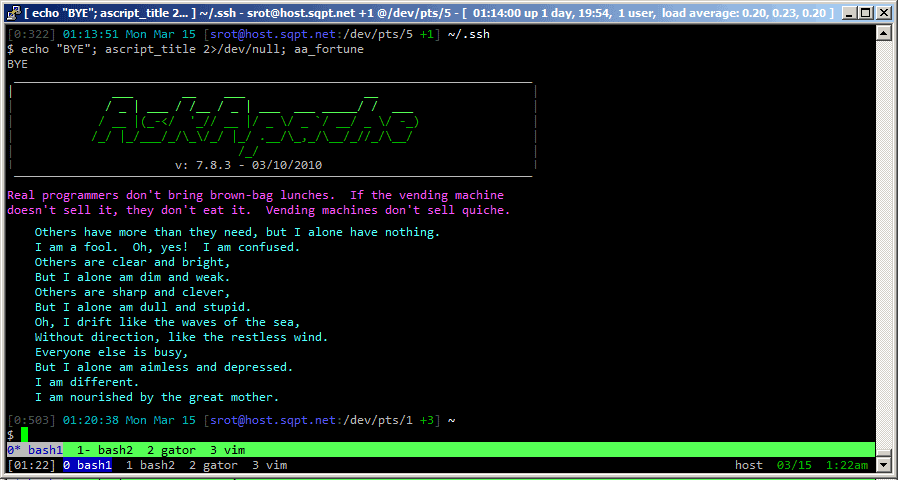 [ echo "BYE"; ascript_title 2... ] ~/.ssh - srot@host.sqpt.net +1 @/dev/pts/5 - [  01:14:00 up 1 day, 19:54,  1 user,  load average: 0.20, 0.23, 0.20 ]
[0:322] 01:13:51 Mon Mar 15 [srot@host.sqpt.net:/dev/pts/5 +1] ~/.ssh
$ echo "BYE"; ascript_title 2>/dev/null; aa_fortune
BYE
AskApache
v: 7.8.3 - 03/10/2010
Real programmers don't bring brown-bag lunches.  If the vending machine
doesn't sell it, they don't eat it.  Vending machines don't sell quiche.
Others have more than they need, but I alone have nothing.
I am a fool.  Oh, yes!  I am confused.
Others are clear and bright,
But I alone am dim and weak.
Others are sharp and clever,
But I alone am dull and stupid.
Oh, I drift like the waves of the sea,
Without direction, like the restless wind.
Everyone else is busy,
But I alone am aimless and depressed.
I am different.
I am nourished by the great mother.
[0:503] 01:20:38 Mon Mar 15 [srot@host.sqpt.net:/dev/pts/1 +3] ~
$
0* bash1  1- bash2  2 gator  3 vim
[01:22] 0 bash1  1 bash2  2 gator  3 vim host  03/15  1:22am